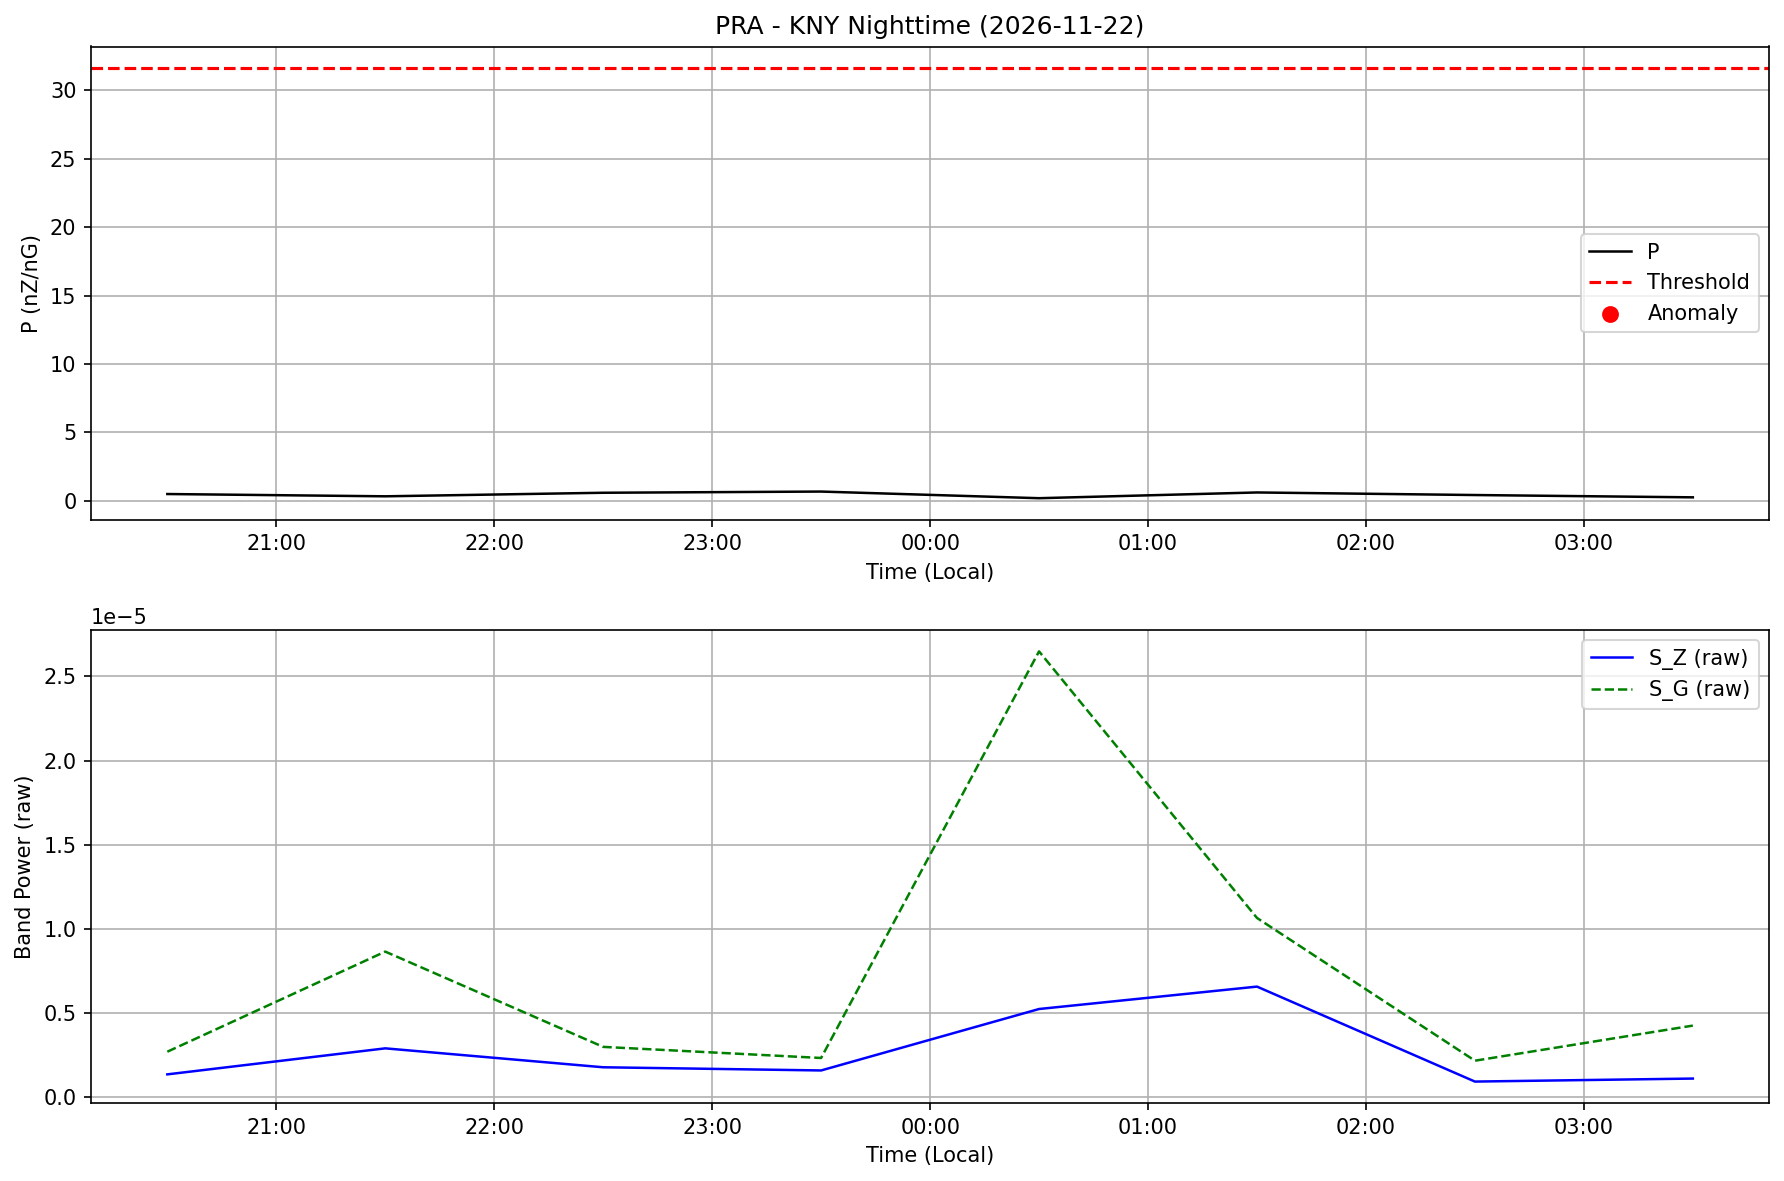 PRA - KNY Nighttime (2026-11-22)
P (nZ/nG)
30
25
20
15
10
5
0
P
Threshold
Anomaly
21:00 22:00 23:00 00:00 01:00 02:00 03:00
Time (Local)
1e−5
Band Power (raw)
2.5
2.0
1.5
1.0
0.5
0.0
S_Z (raw)
S_G (raw)
21:00 22:00 23:00 00:00 01:00 02:00 03:00
Time (Local)